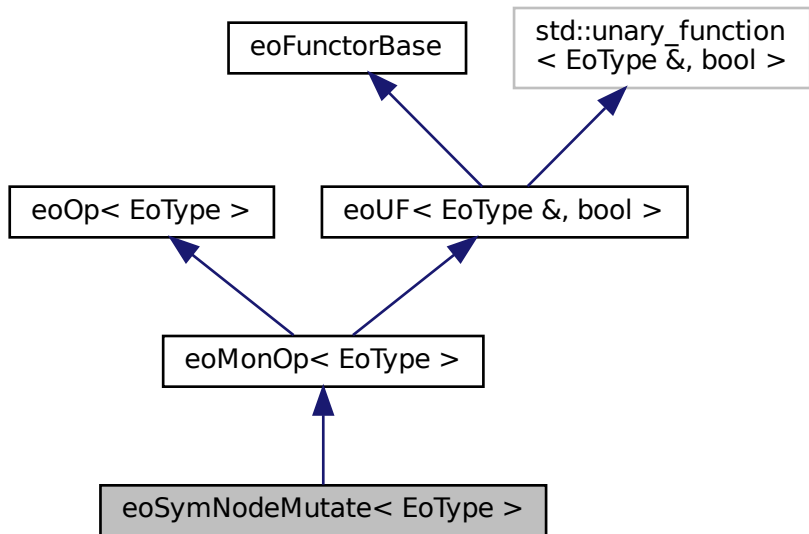 std::unary_function
< EoType &, bool >
eoFunctorBase
eoOp< EoType >
eoUF< EoType &, bool >
eoMonOp< EoType >
eoSymNodeMutate< EoType >